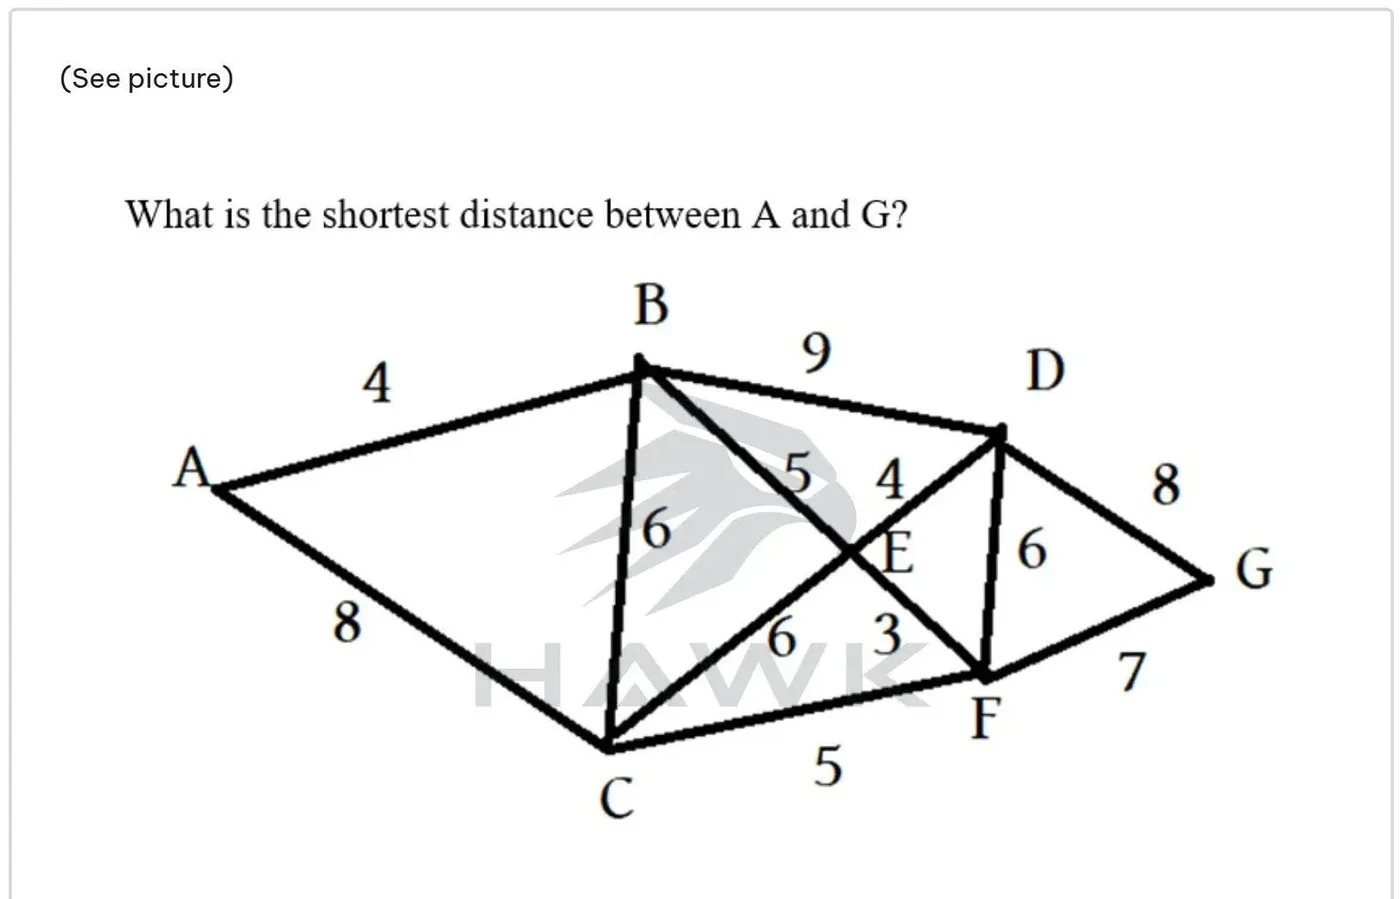 (See picture)
What is the shortest distance between A and G?
B
9
D
4
A
5
4
8
6
E
6
G
8
6
3
7
HAWK
F
5
C